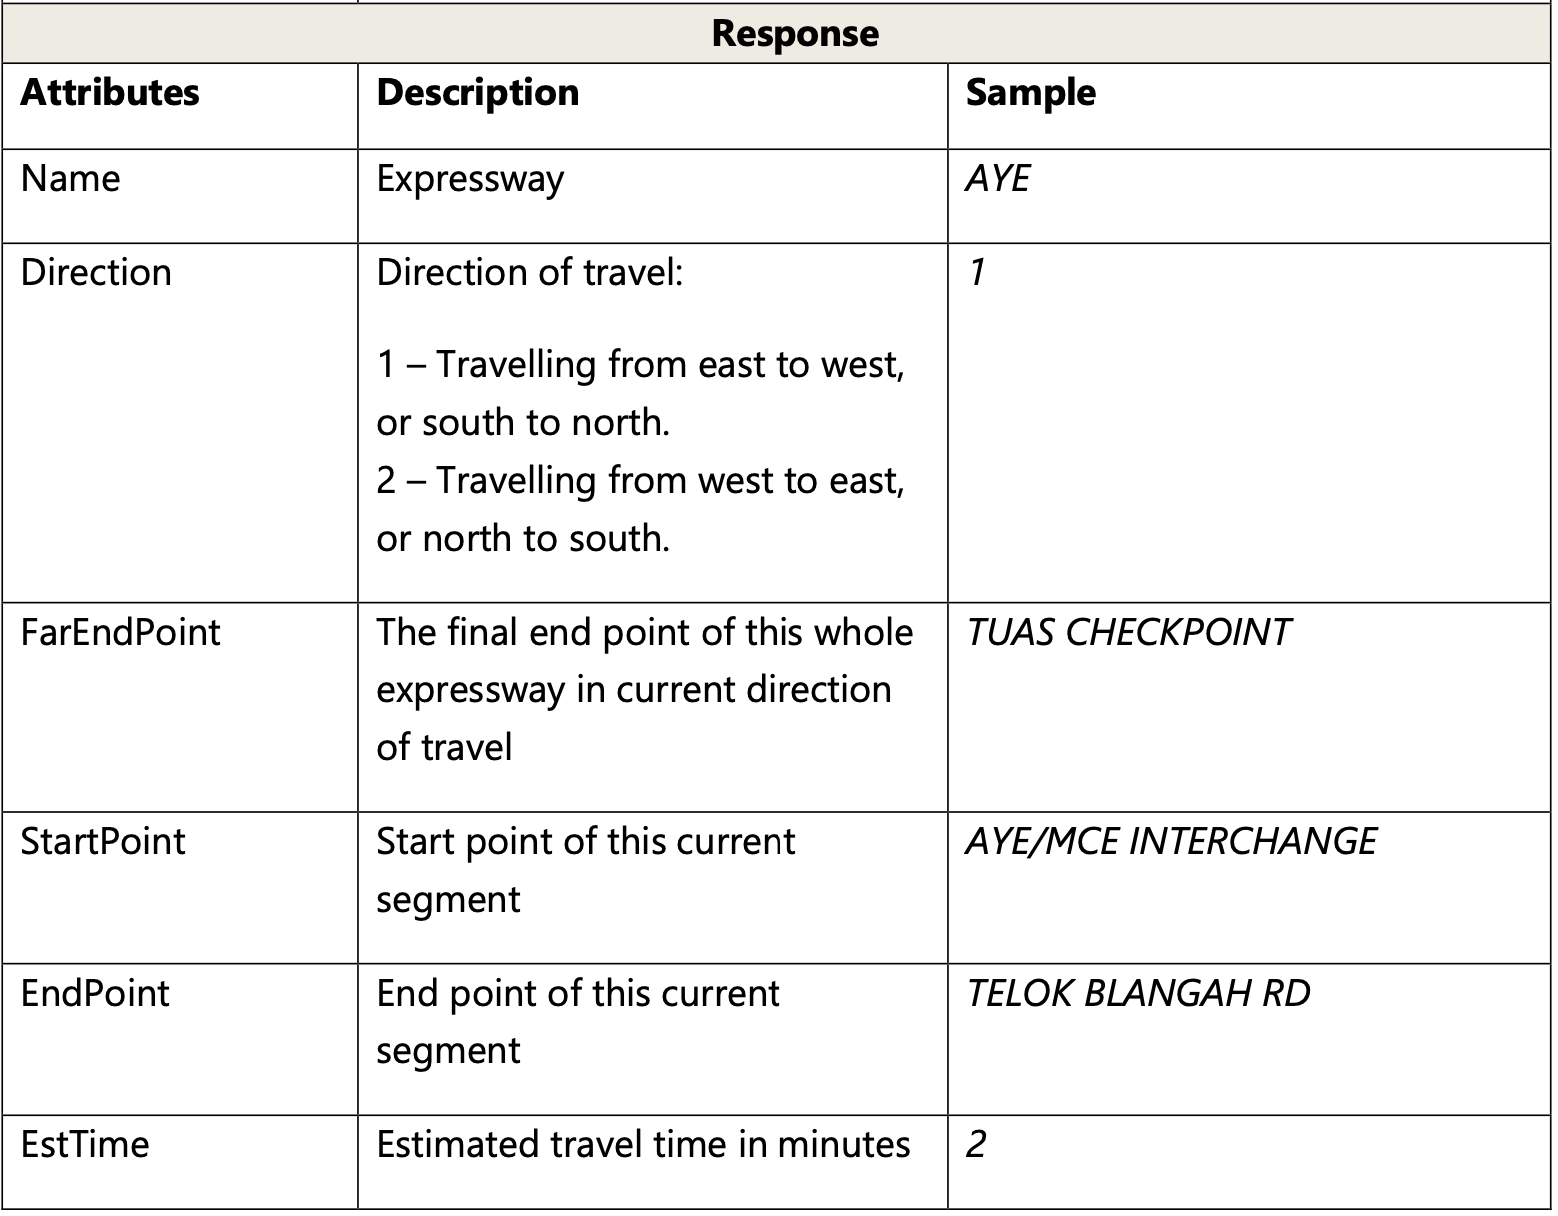 Response
Attributes Description Sample
Name Expressway AYE
Direction Direction of travel: 1
1 – Travelling from east to west,
or south to north.
2 – Travelling from west to east,
or north to south.
FarEndPoint The final end point of this whole TUAS CHECKPOINT
expressway in current direction
of travel
StartPoint Start point of this current AYE/MCE INTERCHANGE
segment
EndPoint End point of this current TELOK BLANGAH RD
segment
EstTime Estimated travel time in minutes 2